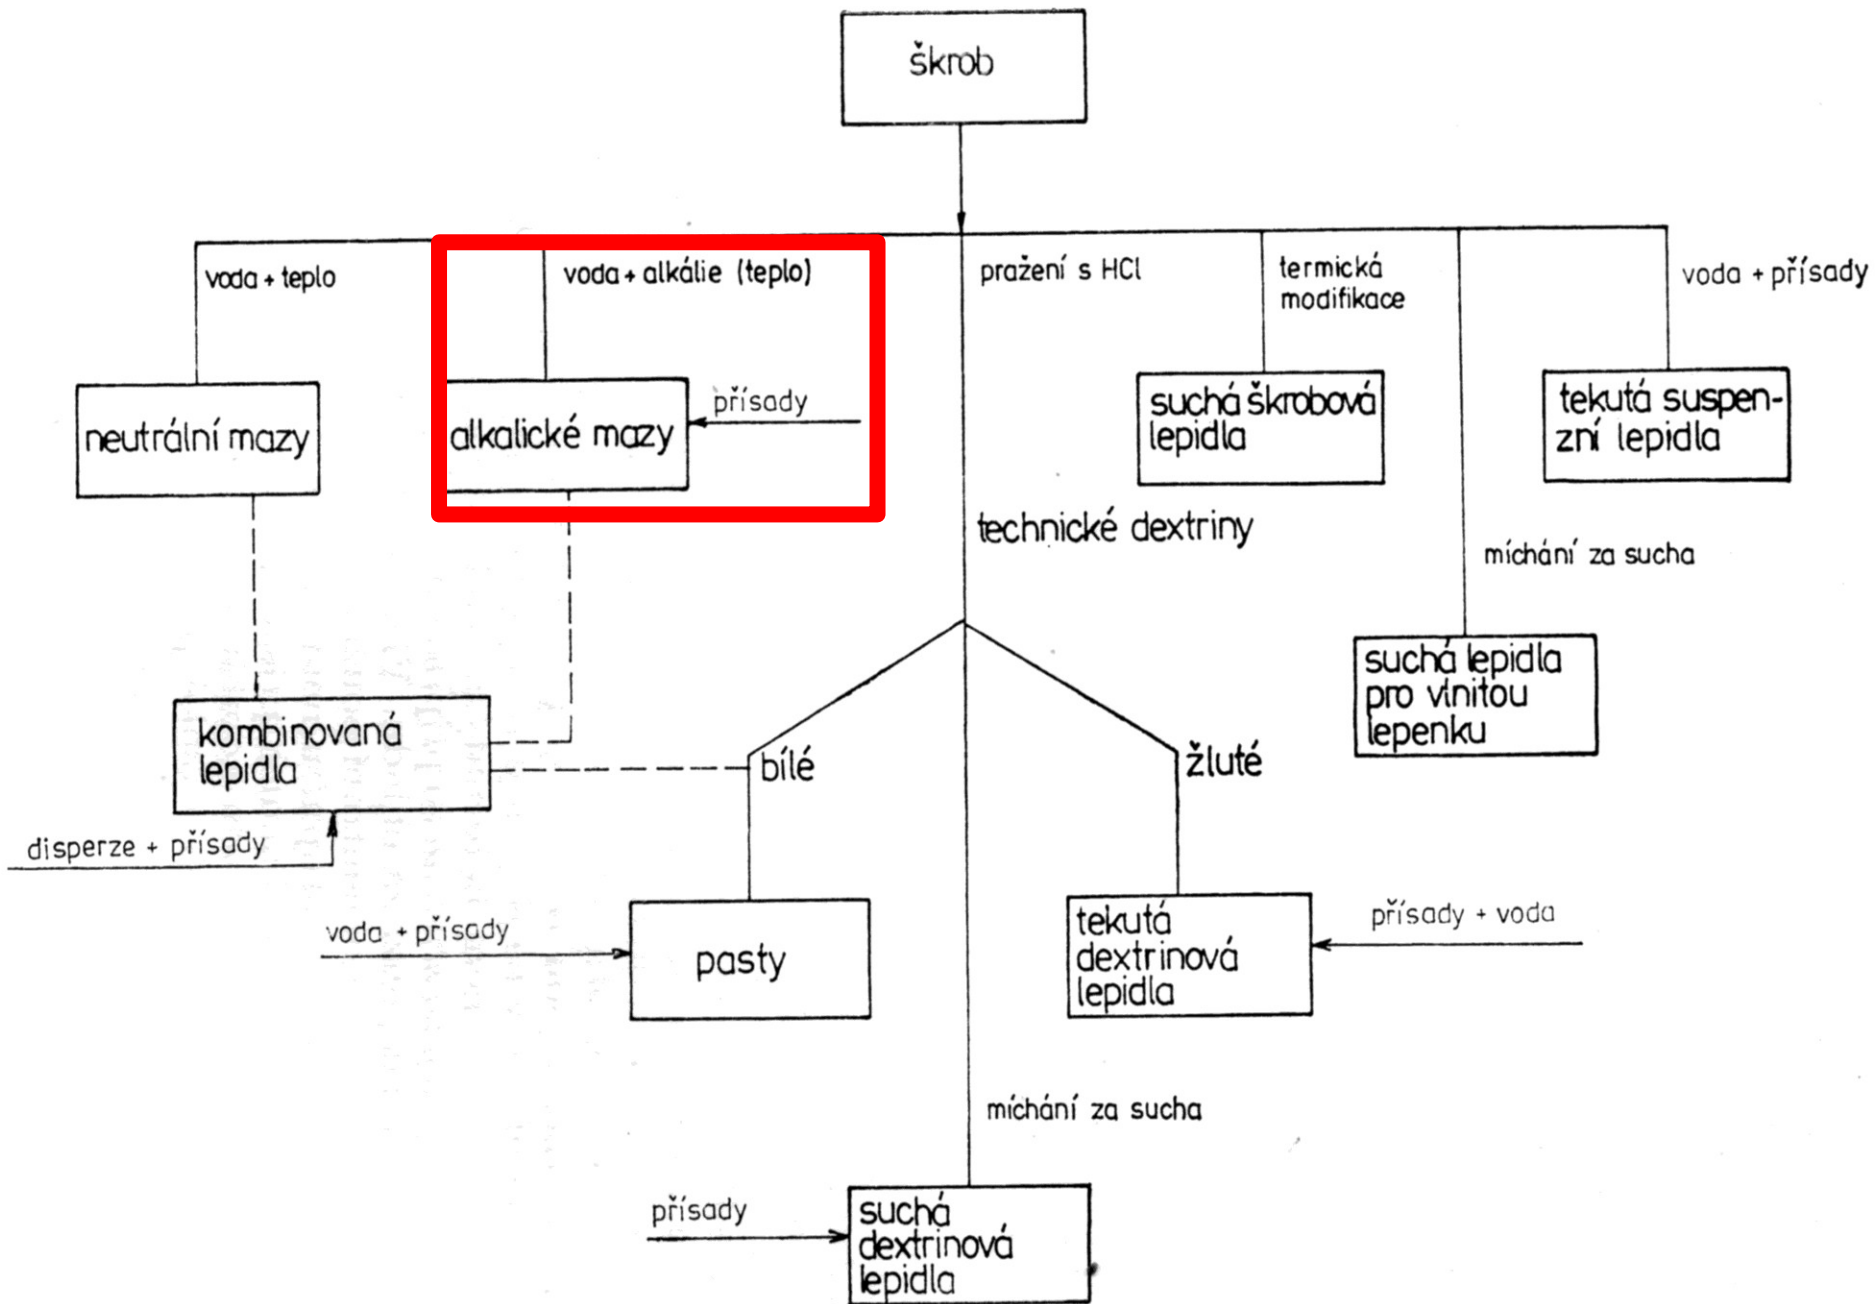 škrob
voda + teplo
voda + alkálie (teplo)
pražení s HCl
termická
modifikace
voda + přísady
neutrální mazy
alkalické mazy
přísady
suchá škrobová
lepidla
tekutá suspen-
zní lepidla
technické dextriny
míchání za sucha
suchá lepidla
pro vlnitou
lepenku
kombinovaná
lepidla
bílé
žluté
disperze + přísady
voda + přísady
pasty
tekutá
dextrinová
lepidla
přísady + voda
míchání za sucha
přísady
suchá
dextrinová
lepidla